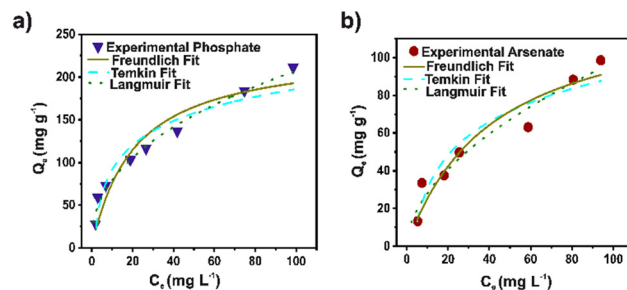 a)
Experimental Phosphate
Freundlich Fit
Temkin Fit
Langmuir Fit
250
200
150
100
50
0
Qe (mg g-1)
0 20 40 60 80 100
Ce (mg L-1)
b)
Experimental Arsenate
Freundlich Fit
Temkin Fit
Langmuir Fit
100
80
60
40
20
0
Qe (mg g-1)
0 20 40 60 80 100
Ce (mg L-1)